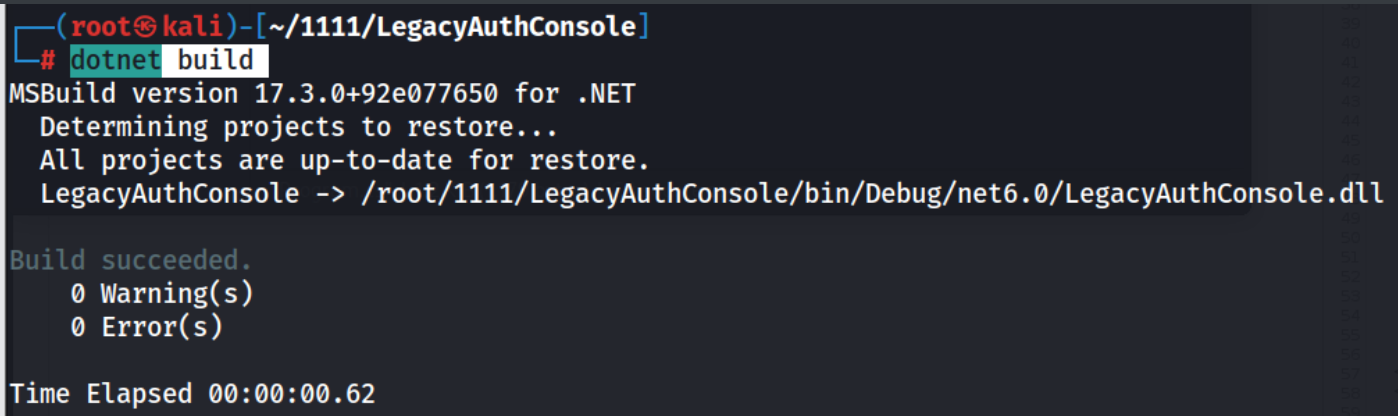 (root㉿kali)-[~/1111/LegacyAuthConsole]
# dotnet build
MSBuild version 17.3.0+92e077650 for .NET
Determining projects to restore...
All projects are up-to-date for restore.
LegacyAuthConsole -> /root/1111/LegacyAuthConsole/bin/Debug/net6.0/LegacyAuthConsole.dll
Build succeeded.
0 Warning(s)
0 Error(s)
Time Elapsed 00:00:00.62